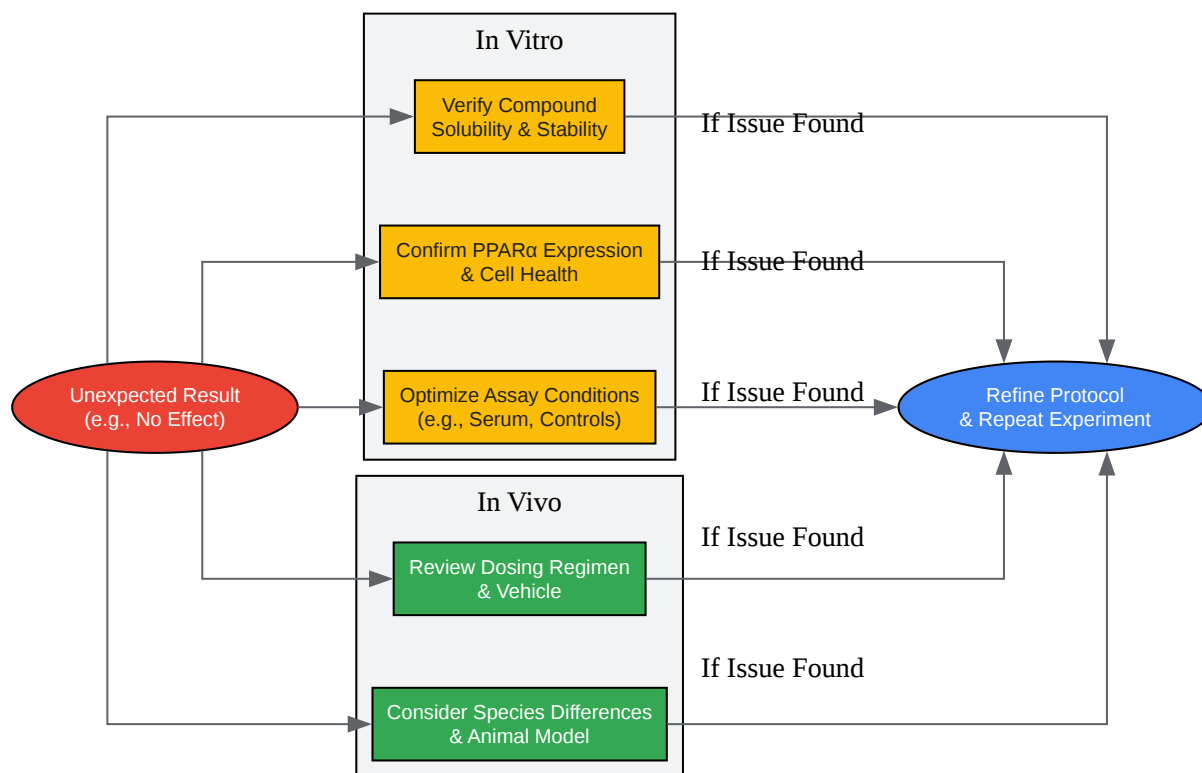 In Vitro
Verify Compound
Solubility & Stability
If Issue Found
Confirm PPARα Expression
& Cell Health
If Issue Found
Unexpected Result
(e.g., No Effect)
Optimize Assay Conditions
(e.g., Serum, Controls)
If Issue Found
Refine Protocol
& Repeat Experiment
In Vivo
Review Dosing Regimen
& Vehicle
If Issue Found
Consider Species Differences
& Animal Model
If Issue Found